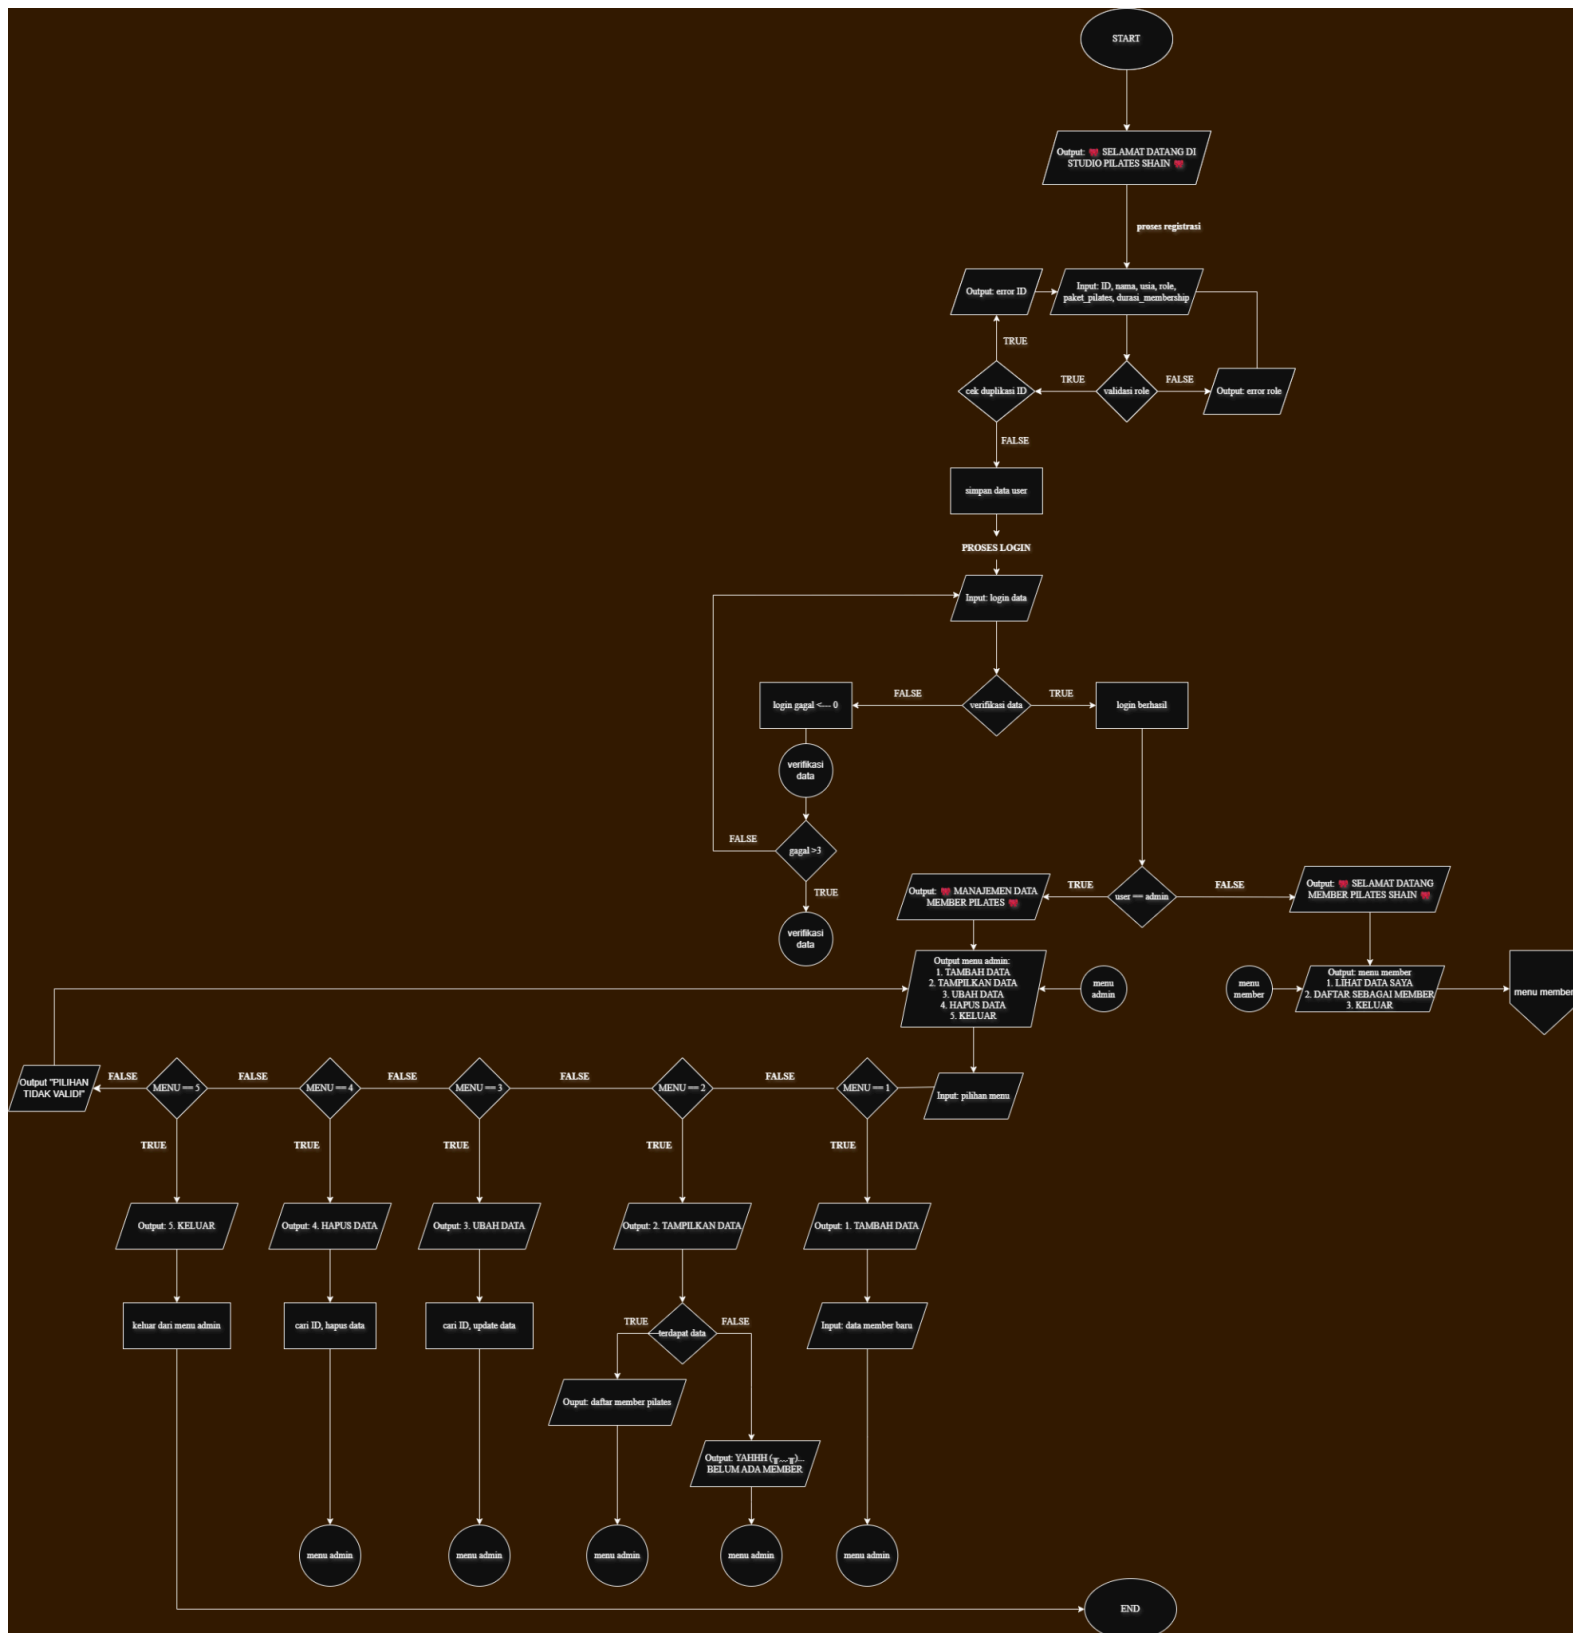 START
Output: 🎀 SELAMAT DATANG DI
STUDIO PILATES SHAIN 🎀
proses registrasi
Output: error ID
Input: ID, nama, usia, role,
paket_pilates, durasi_membership
TRUE
cek duplikasi ID
TRUE
validasi role
FALSE
Output: error role
FALSE
simpan data user
PROSES LOGIN
Input: login data
login gagal <--- 0
FALSE
verifikasi data
TRUE
login berhasil
verifikasi
data
FALSE
gagal >3
TRUE
verifikasi
data
Output: 🎀 MANAJEMEN DATA
MEMBER PILATES 🎀
TRUE
user == admin
FALSE
Output: 🎀 SELAMAT DATANG
MEMBER PILATES SHAIN 🎀
Output menu admin:
1. TAMBAH DATA
2. TAMPILKAN DATA
3. UBAH DATA
4. HAPUS DATA
5. KELUAR
menu
admin
menu
member
Output: menu member
1. LIHAT DATA SAYA
2. DAFTAR SEBAGAI MEMBER
3. KELUAR
menu member
Output "PILIHAN
TIDAK VALID!"
FALSE
MENU == 5
FALSE
MENU == 4
FALSE
MENU == 3
FALSE
MENU == 2
FALSE
MENU == 1
Input: pilihan menu
TRUE
TRUE
TRUE
TRUE
TRUE
Output: 5. KELUAR
Output: 4. HAPUS DATA
Output: 3. UBAH DATA
Output: 2. TAMPILKAN DATA
Output: 1. TAMBAH DATA
keluar dari menu admin
cari ID, hapus data
cari ID, update data
TRUE
terdapat data
FALSE
Input: data member baru
Ouput: daftar member pilates
Output: YAHHH (╥﹏╥)...
BELUM ADA MEMBER
menu admin
menu admin
menu admin
menu admin
menu admin
END